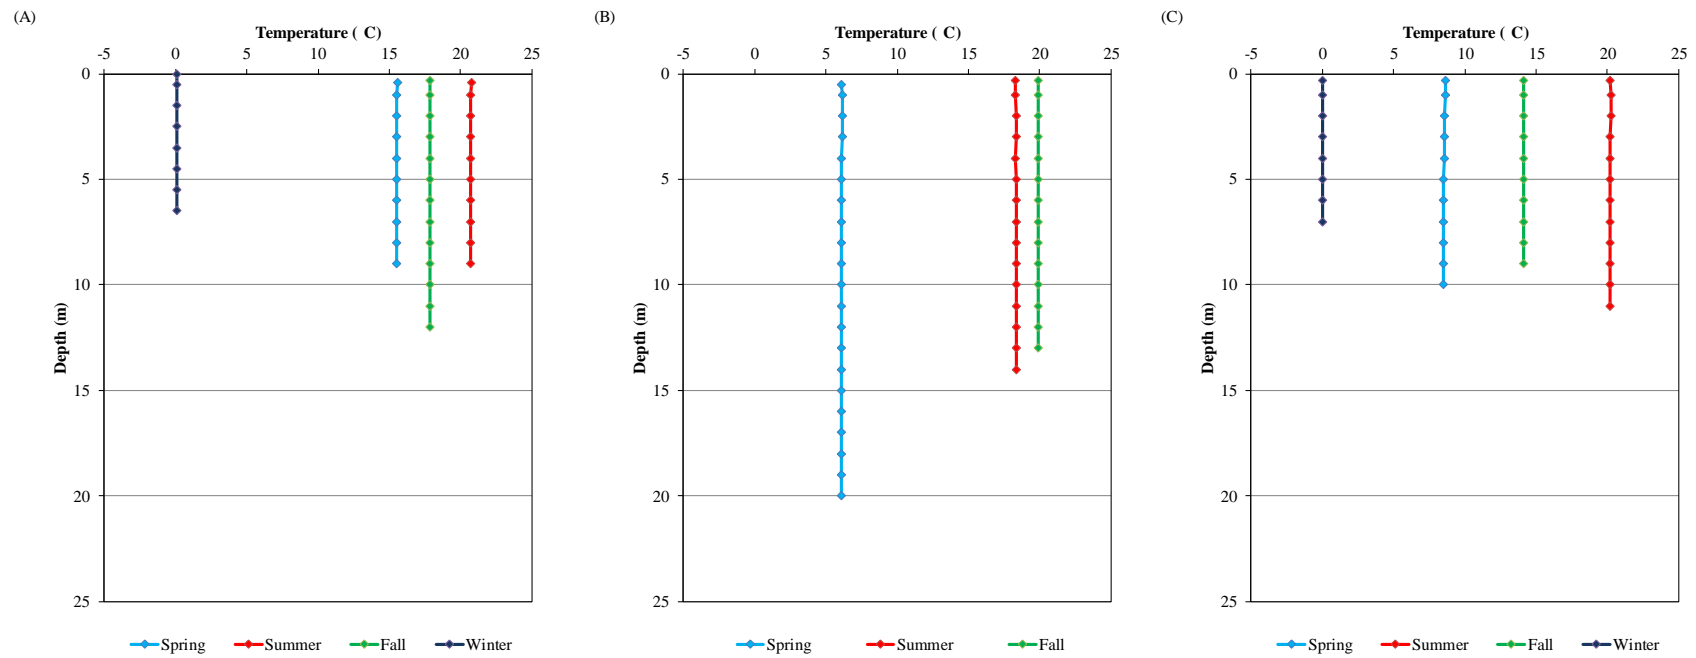 (A)
Temperature ( C)
-5 0 5 10 15 20 25
0
5
10
15
20
25
Depth (m)
Spring Summer Fall Winter
(B)
Temperature ( C)
-5 0 5 10 15 20 25
0
5
10
15
20
25
Depth (m)
Spring Summer Fall
(C)
Temperature ( C)
-5 0 5 10 15 20 25
0
5
10
15
20
25
Depth (m)
Spring Summer Fall Winter